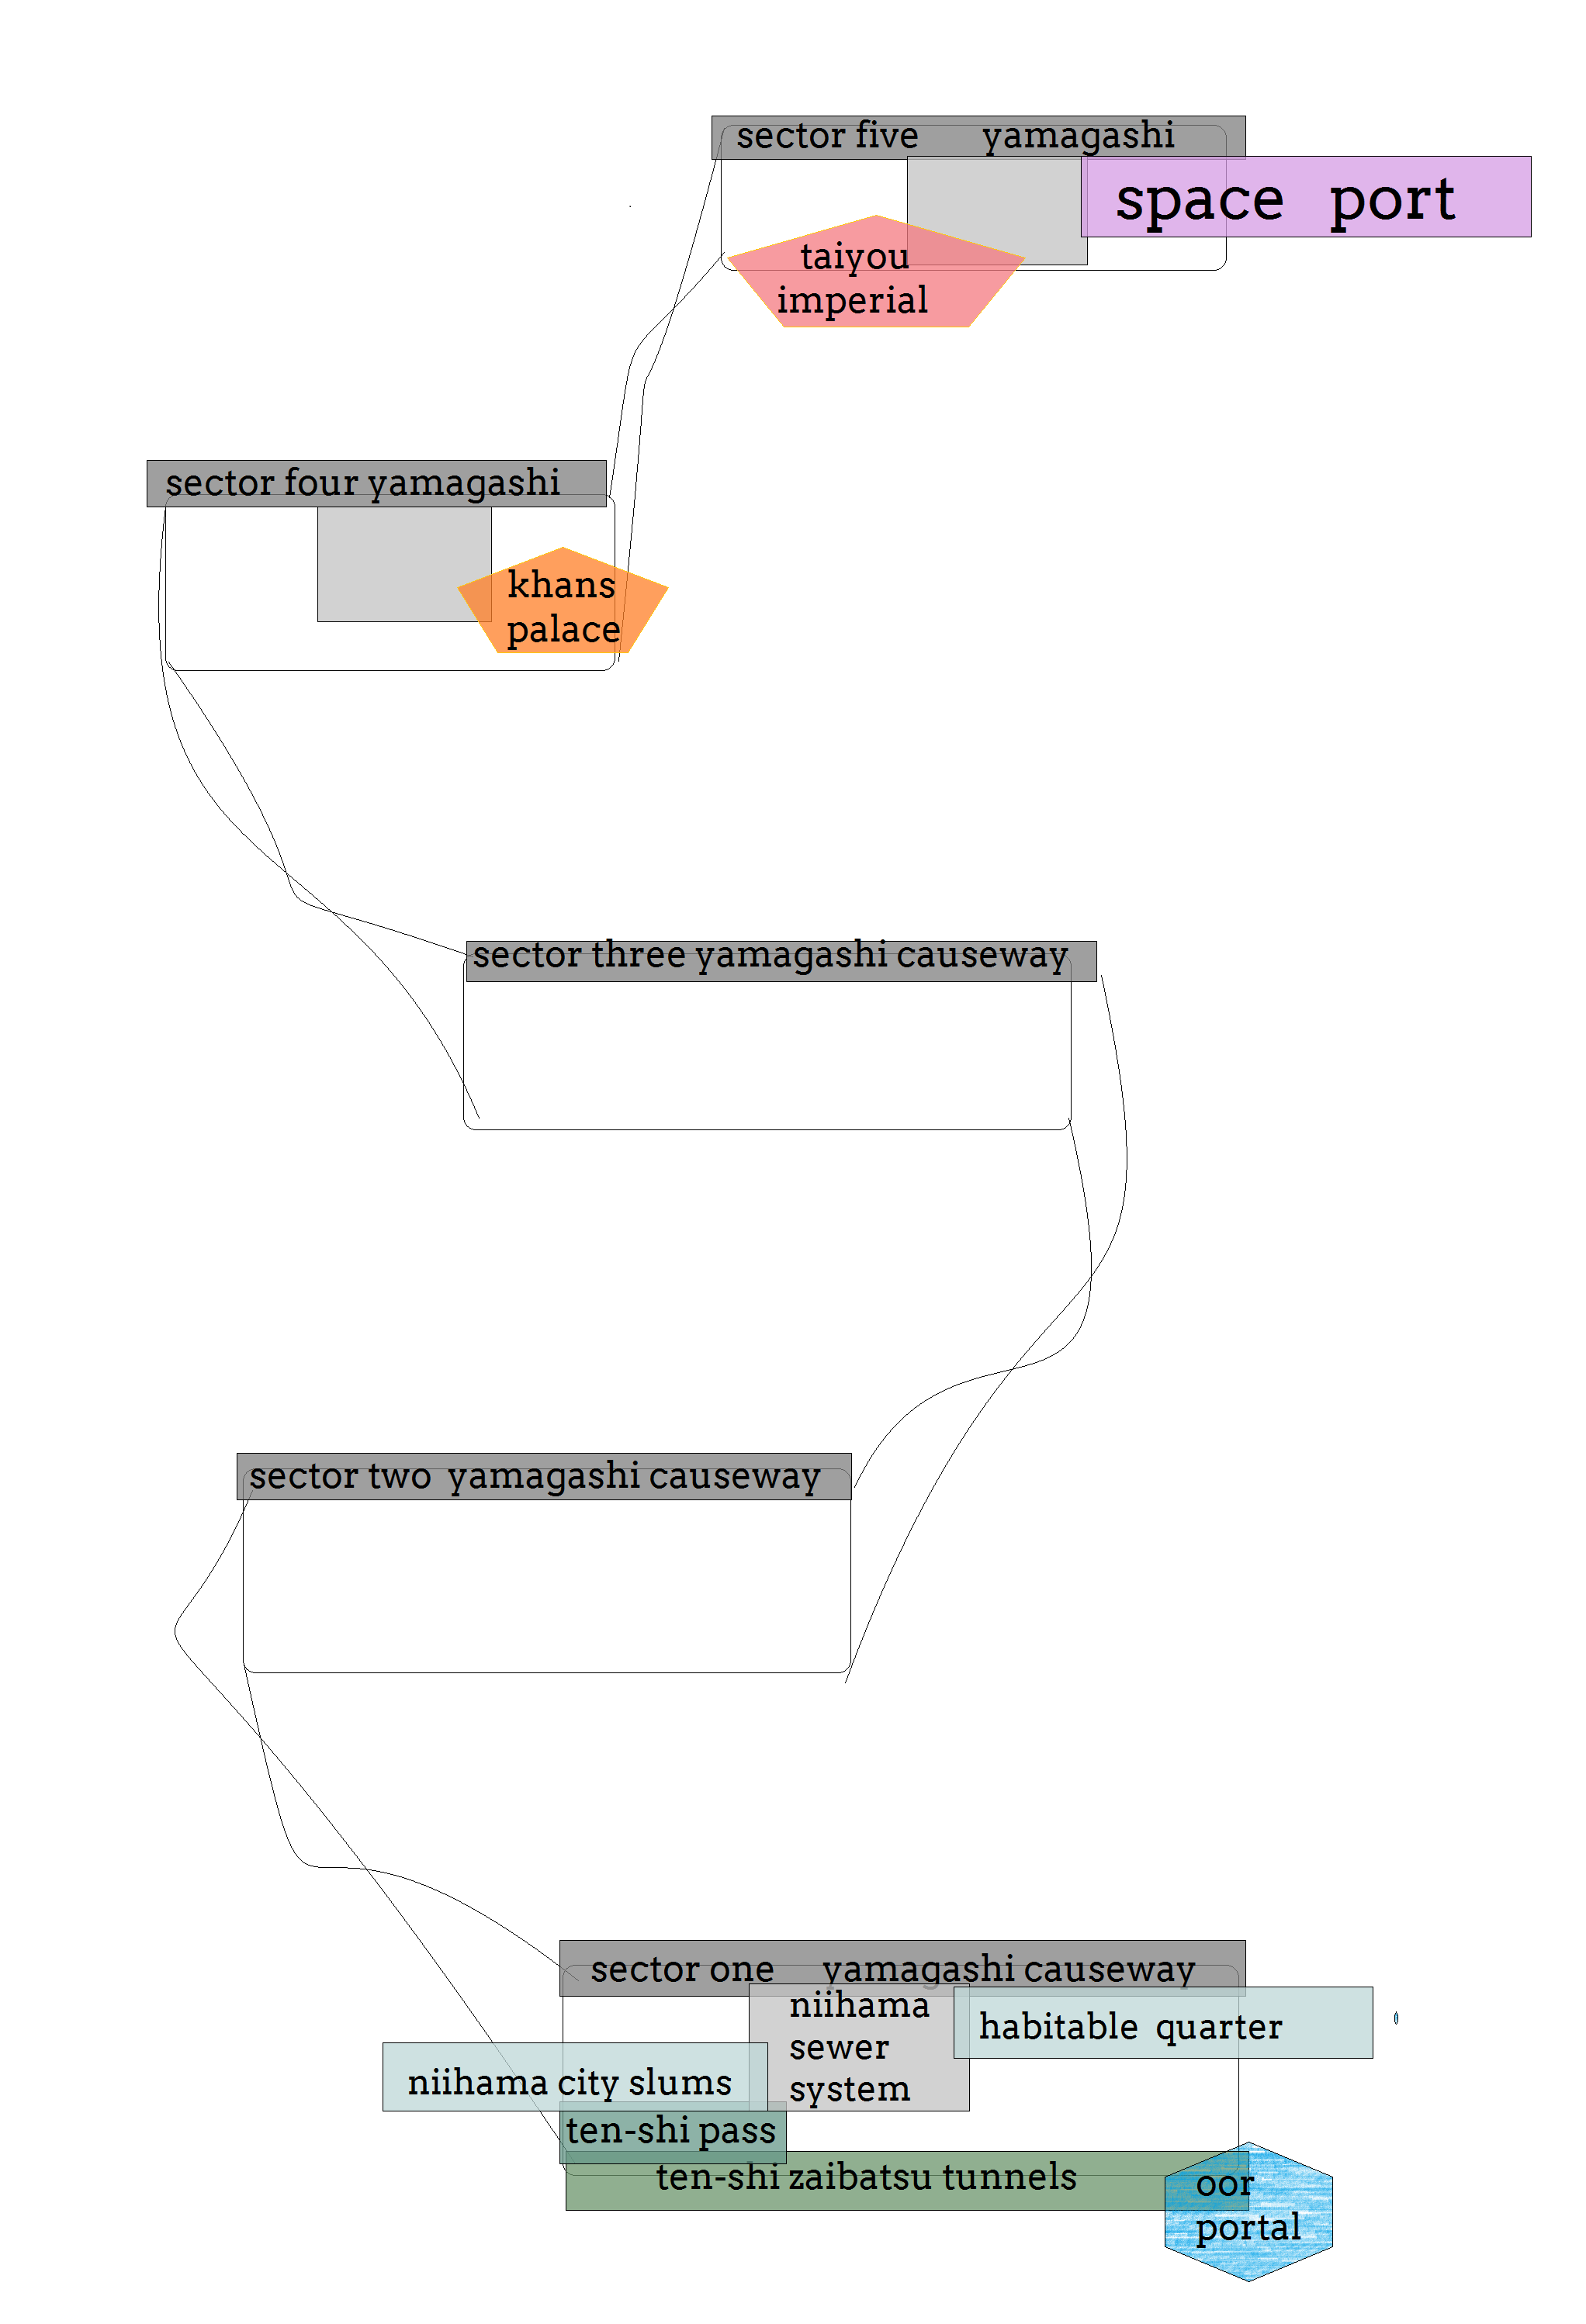 sector five yamagashi
space port
taiyou
imperial
sector four yamagashi
khans
palace
sector three yamagashi causeway
sector two yamagashi causeway
sector one yamagashi causeway
niihama
sewer
system
habitable quarter
niihama city slums
ten-shi pass
ten-shi zaibatsu tunnels
oor
portal